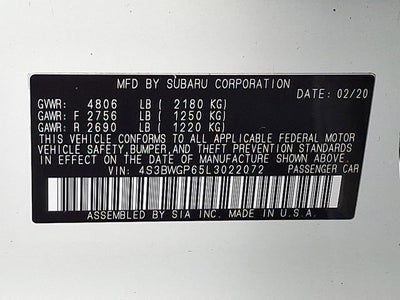 MFD BY SUBARU CORPORATION
DATE: 02/20
GVWR: 4806 LB ( 2180 KG)
GAWR: F 2756 LB ( 1250 KG)
GAWR: R 2690 LB ( 1220 KG)
THIS VEHICLE CONFORMS TO ALL APPLICABLE FEDERAL MOTOR
VEHICLE SAFETY, BUMPER, AND THEFT PREVENTION STANDARDS
IN EFFECT ON THE DATE OF MANUFACTURE SHOWN ABOVE.
VIN: 4S3BWGP65L3022072 PASSENGER CAR
ASSEMBLED BY SIA INC. MADE IN U.S.A.